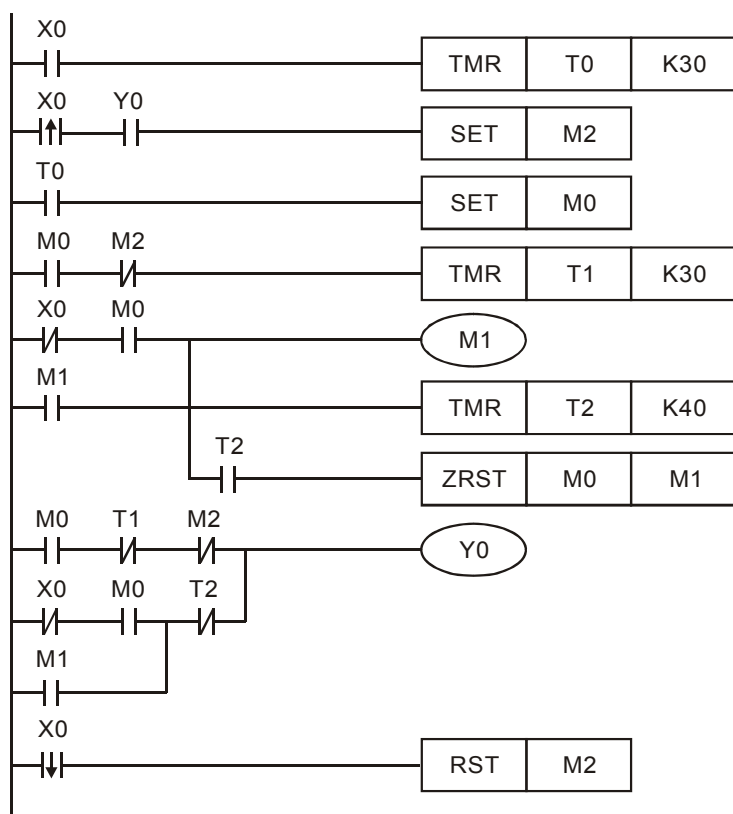 X0
TMR T0 K30
X0 Y0
SET M2
T0
SET M0
M0 M2
TMR T1 K30
X0 M0
M1
M1
TMR T2 K40
T2
ZRST M0 M1
M0 T1 M2
Y0
X0 M0 T2
M1
X0
RST M2